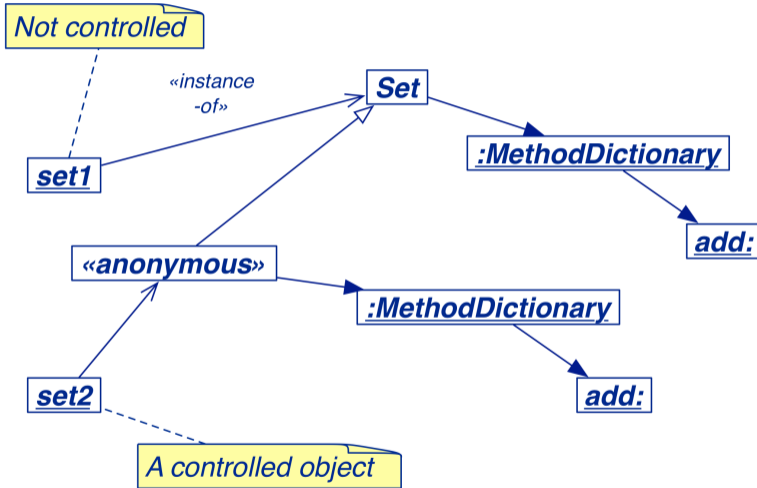 Not controlled
«instance
-of»
Set
:MethodDictionary
set1
add:
«anonymous»
:MethodDictionary
set2
add:
A controlled object